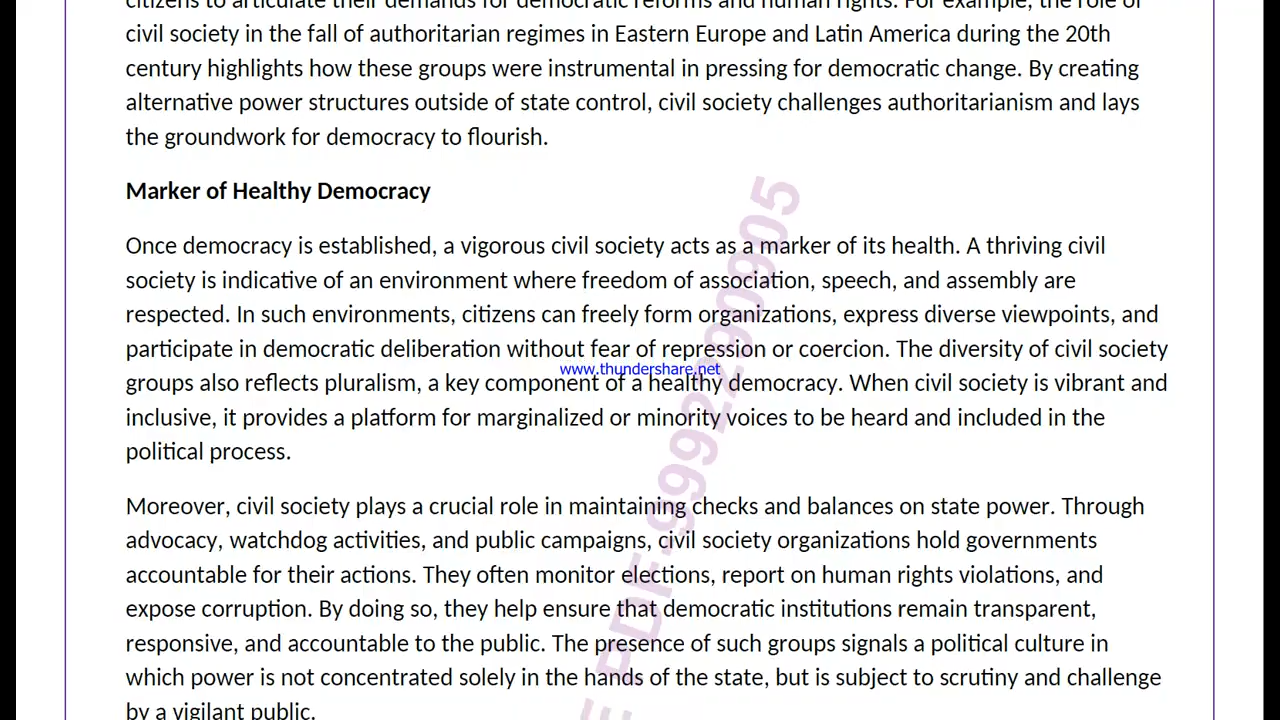 citizens to articulate their demands for democratic reforms and human rights. For example, the role of
civil society in the fall of authoritarian regimes in Eastern Europe and Latin America during the 20th
century highlights how these groups were instrumental in pressing for democratic change. By creating
alternative power structures outside of state control, civil society challenges authoritarianism and lays
the groundwork for democracy to flourish.
Marker of Healthy Democracy
Once democracy is established, a vigorous civil society acts as a marker of its health. A thriving civil
society is indicative of an environment where freedom of association, speech, and assembly are
respected. In such environments, citizens can freely form organizations, express diverse viewpoints, and
participate in democratic deliberation without fear of repression or coercion. The diversity of civil society
www.thundershare.net
groups also reflects pluralism, a key component of a healthy democracy. When civil society is vibrant and
inclusive, it provides a platform for marginalized or minority voices to be heard and included in the
political process.
Moreover, civil society plays a crucial role in maintaining checks and balances on state power. Through
advocacy, watchdog activities, and public campaigns, civil society organizations hold governments
accountable for their actions. They often monitor elections, report on human rights violations, and
expose corruption. By doing so, they help ensure that democratic institutions remain transparent,
responsive, and accountable to the public. The presence of such groups signals a political culture in
which power is not concentrated solely in the hands of the state, but is subject to scrutiny and challenge
by a vigilant public.
PDF-9992290905